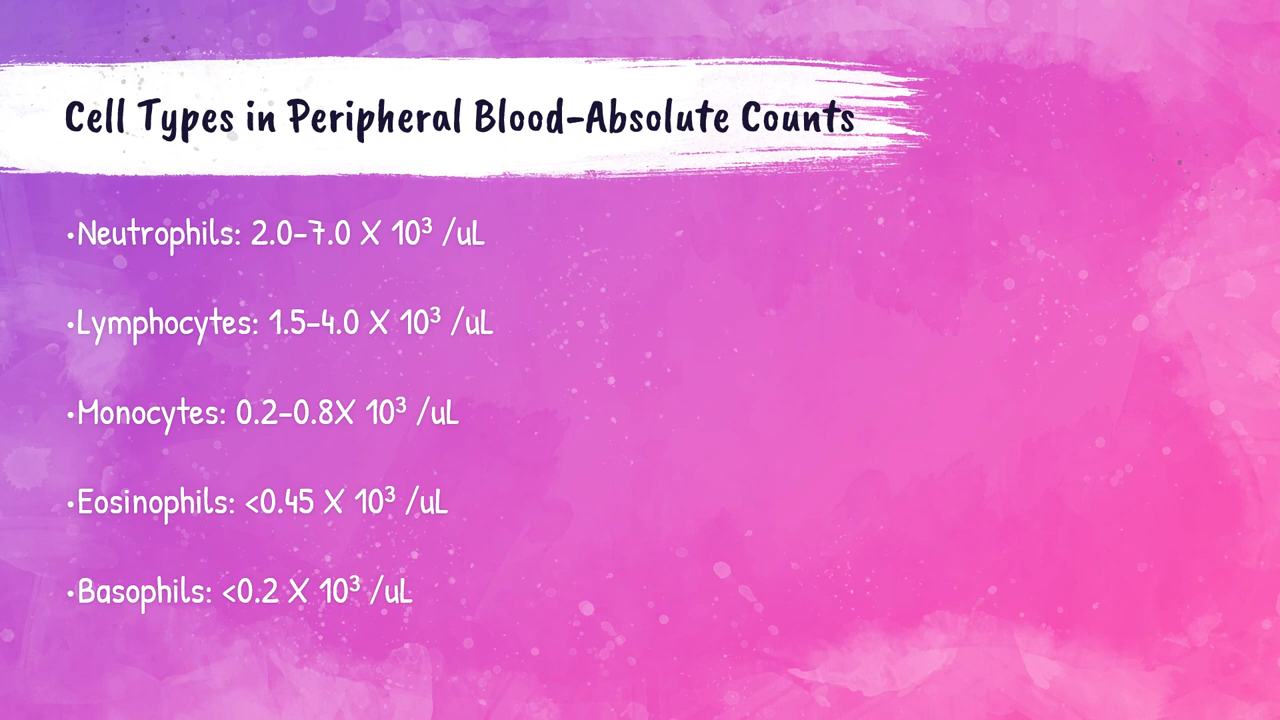 Cell Types in Peripheral Blood-Absolute Counts
•Neutrophils: 2.0-7.0 X 10³ /uL
•Lymphocytes: 1.5-4.0 X 10³ /uL
•Monocytes: 0.2-0.8X 10³ /uL
•Eosinophils: <0.45 X 10³ /uL
•Basophils: <0.2 X 10³ /uL